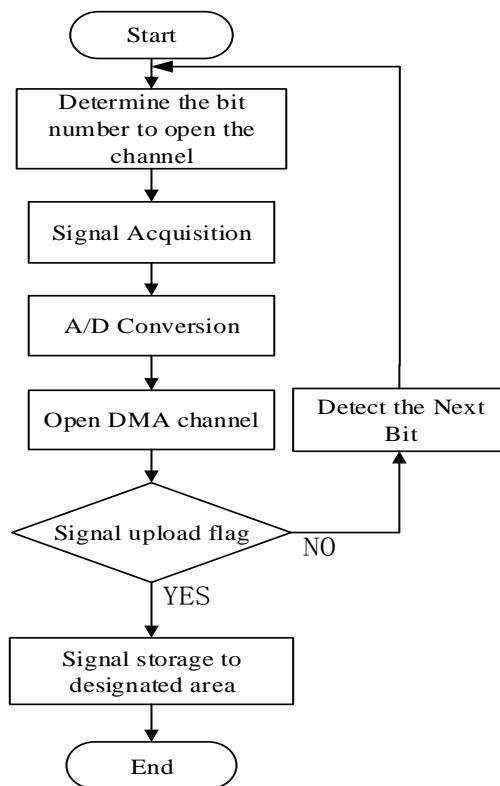 Start
Determine the bit
number to open the
channel
Signal Acquisition
A/D Conversion
Open DMA channel
Detect the Next
Bit
Signal upload flag
NO
YES
Signal storage to
designated area
End